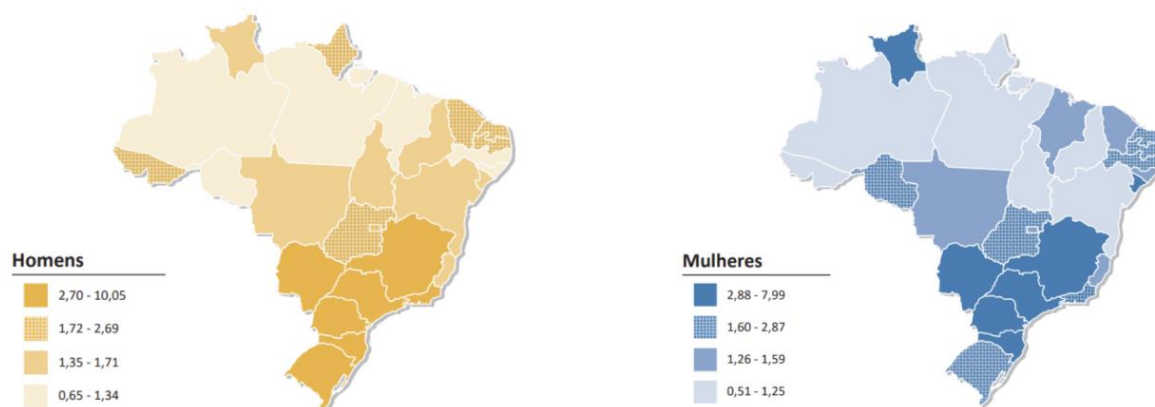 Homens
2,70 - 10,05
1,72 - 2,69
1,35 - 1,71
0,65 - 1,34
Mulheres
2,88 - 7,99
1,60 - 2,87
1,26 - 1,59
0,51 - 1,25